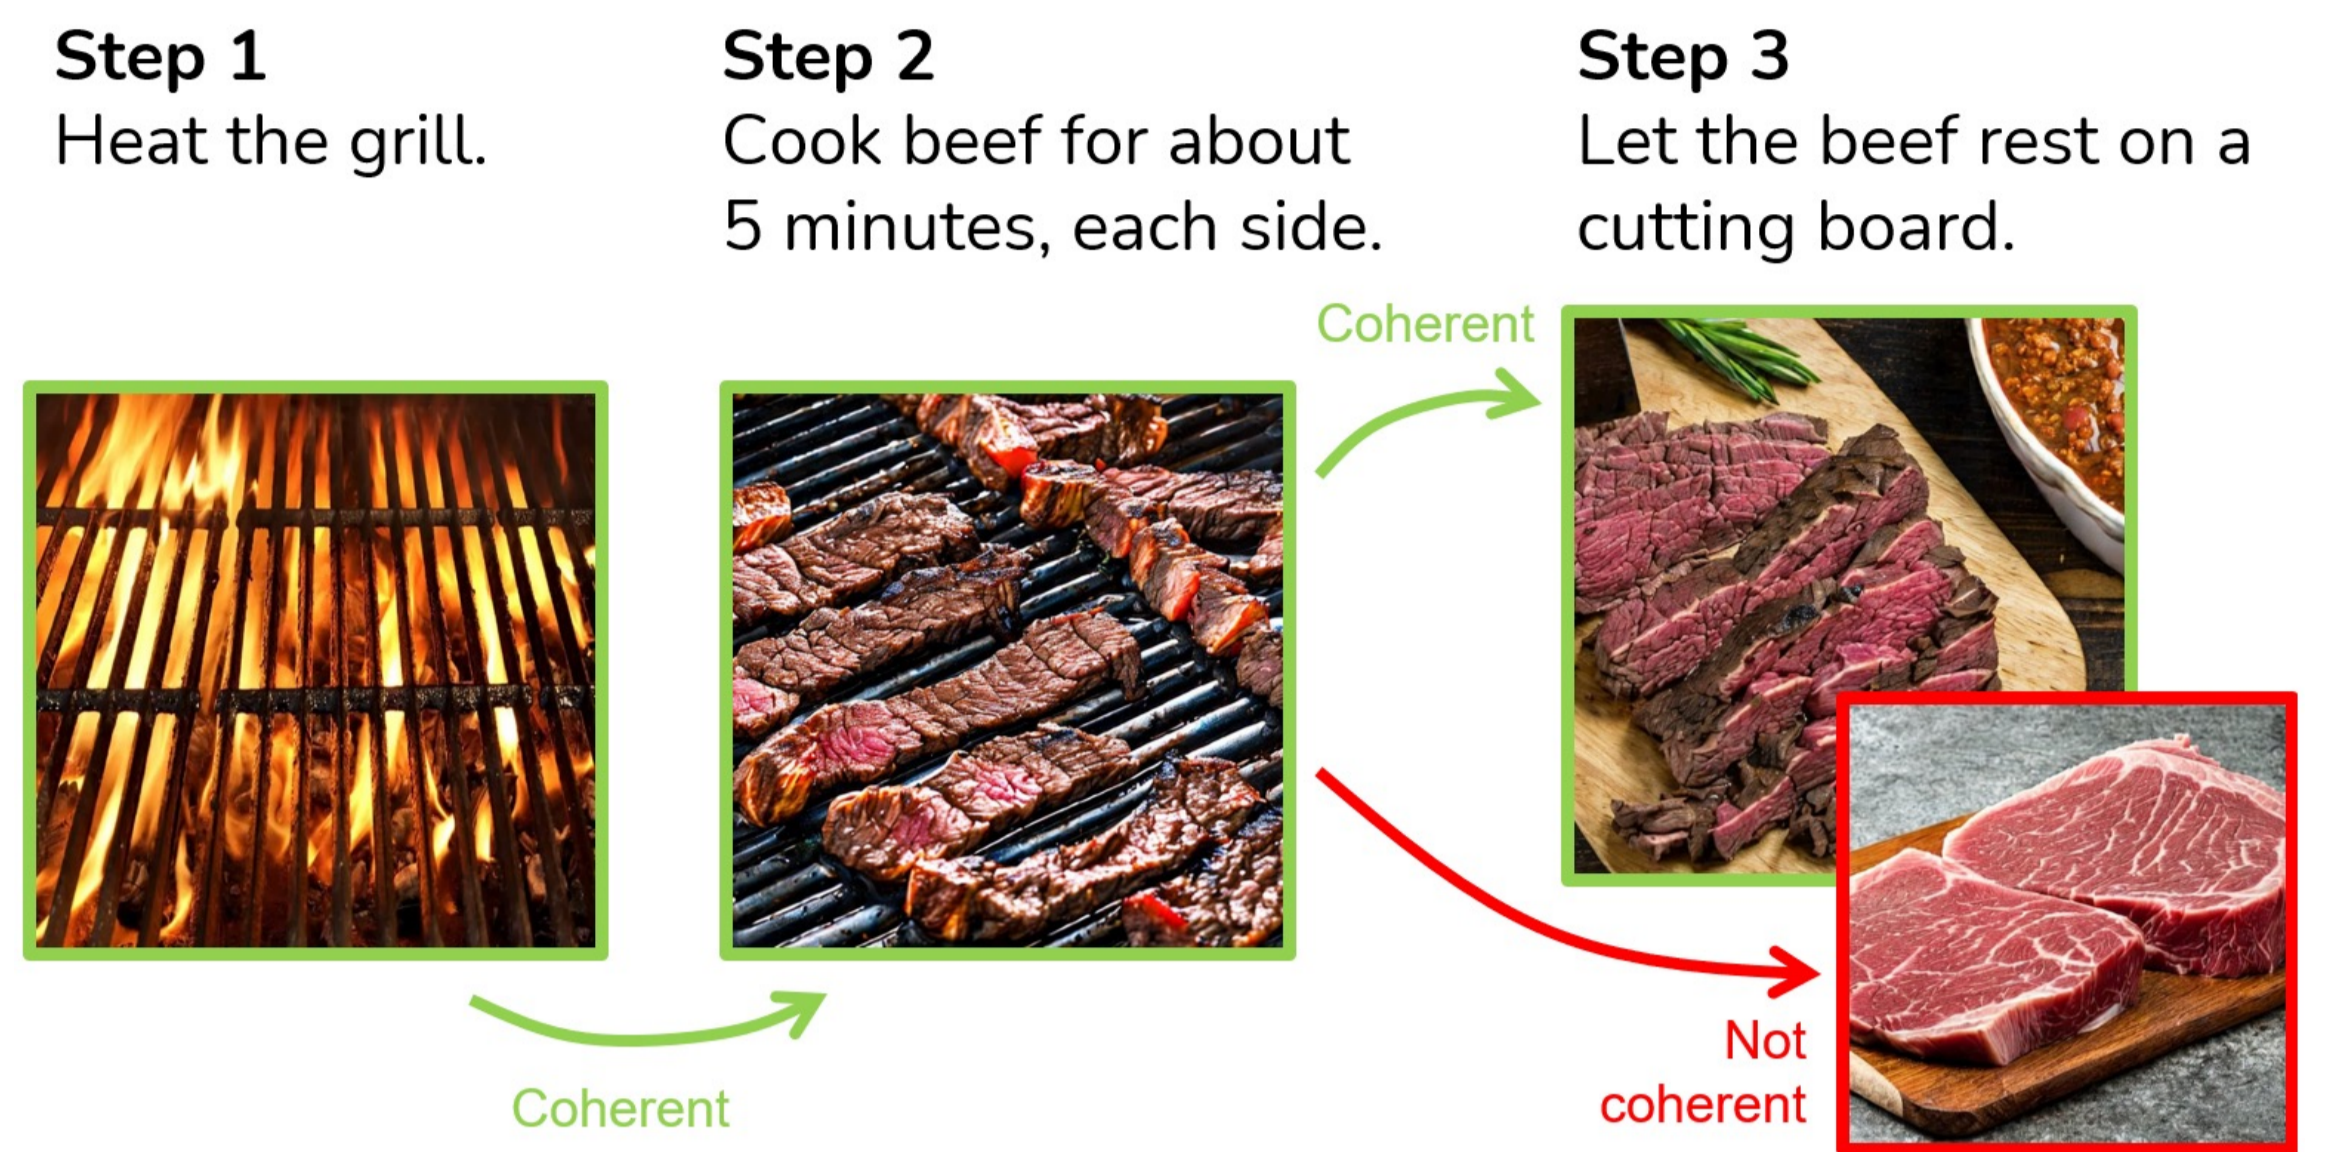 Step 1
Heat the grill.
Step 2
Cook beef for about
5 minutes, each side.
Step 3
Let the beef rest on a
cutting board.
Coherent
Coherent
Not
coherent